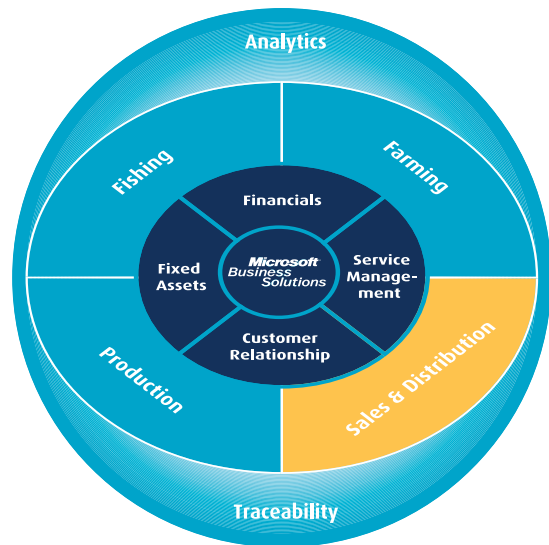 Analytics
Fishing
Farming
Financials
Fixed
Assets
Microsoft
Business
Solutions
Service
Manage-
ment
Customer
Relationship
Production
Sales & Distribution
Traceability